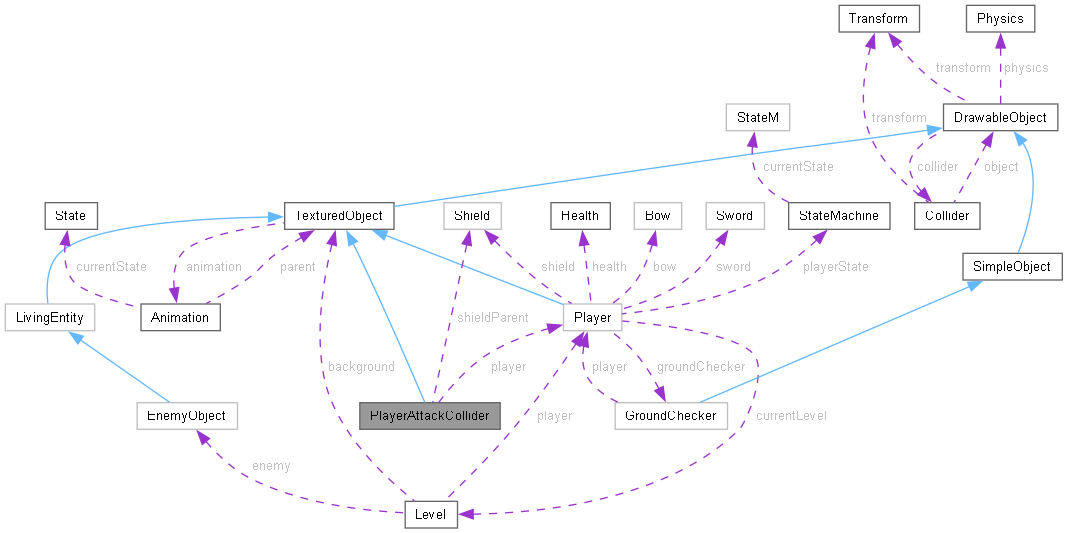 Transform
Physics
transform
physics
StateM
transform
DrawableObject
currentState
collider
object
State
TexturedObject
Shield
Health
Bow
Sword
StateMachine
Collider
currentState
animation
parent
shield
health
bow
sword
playerState
SimpleObject
LivingEntity
Animation
shieldParent
Player
background
player
player
groundChecker
EnemyObject
PlayerAttackCollider
player
GroundChecker
currentLevel
enemy
Level